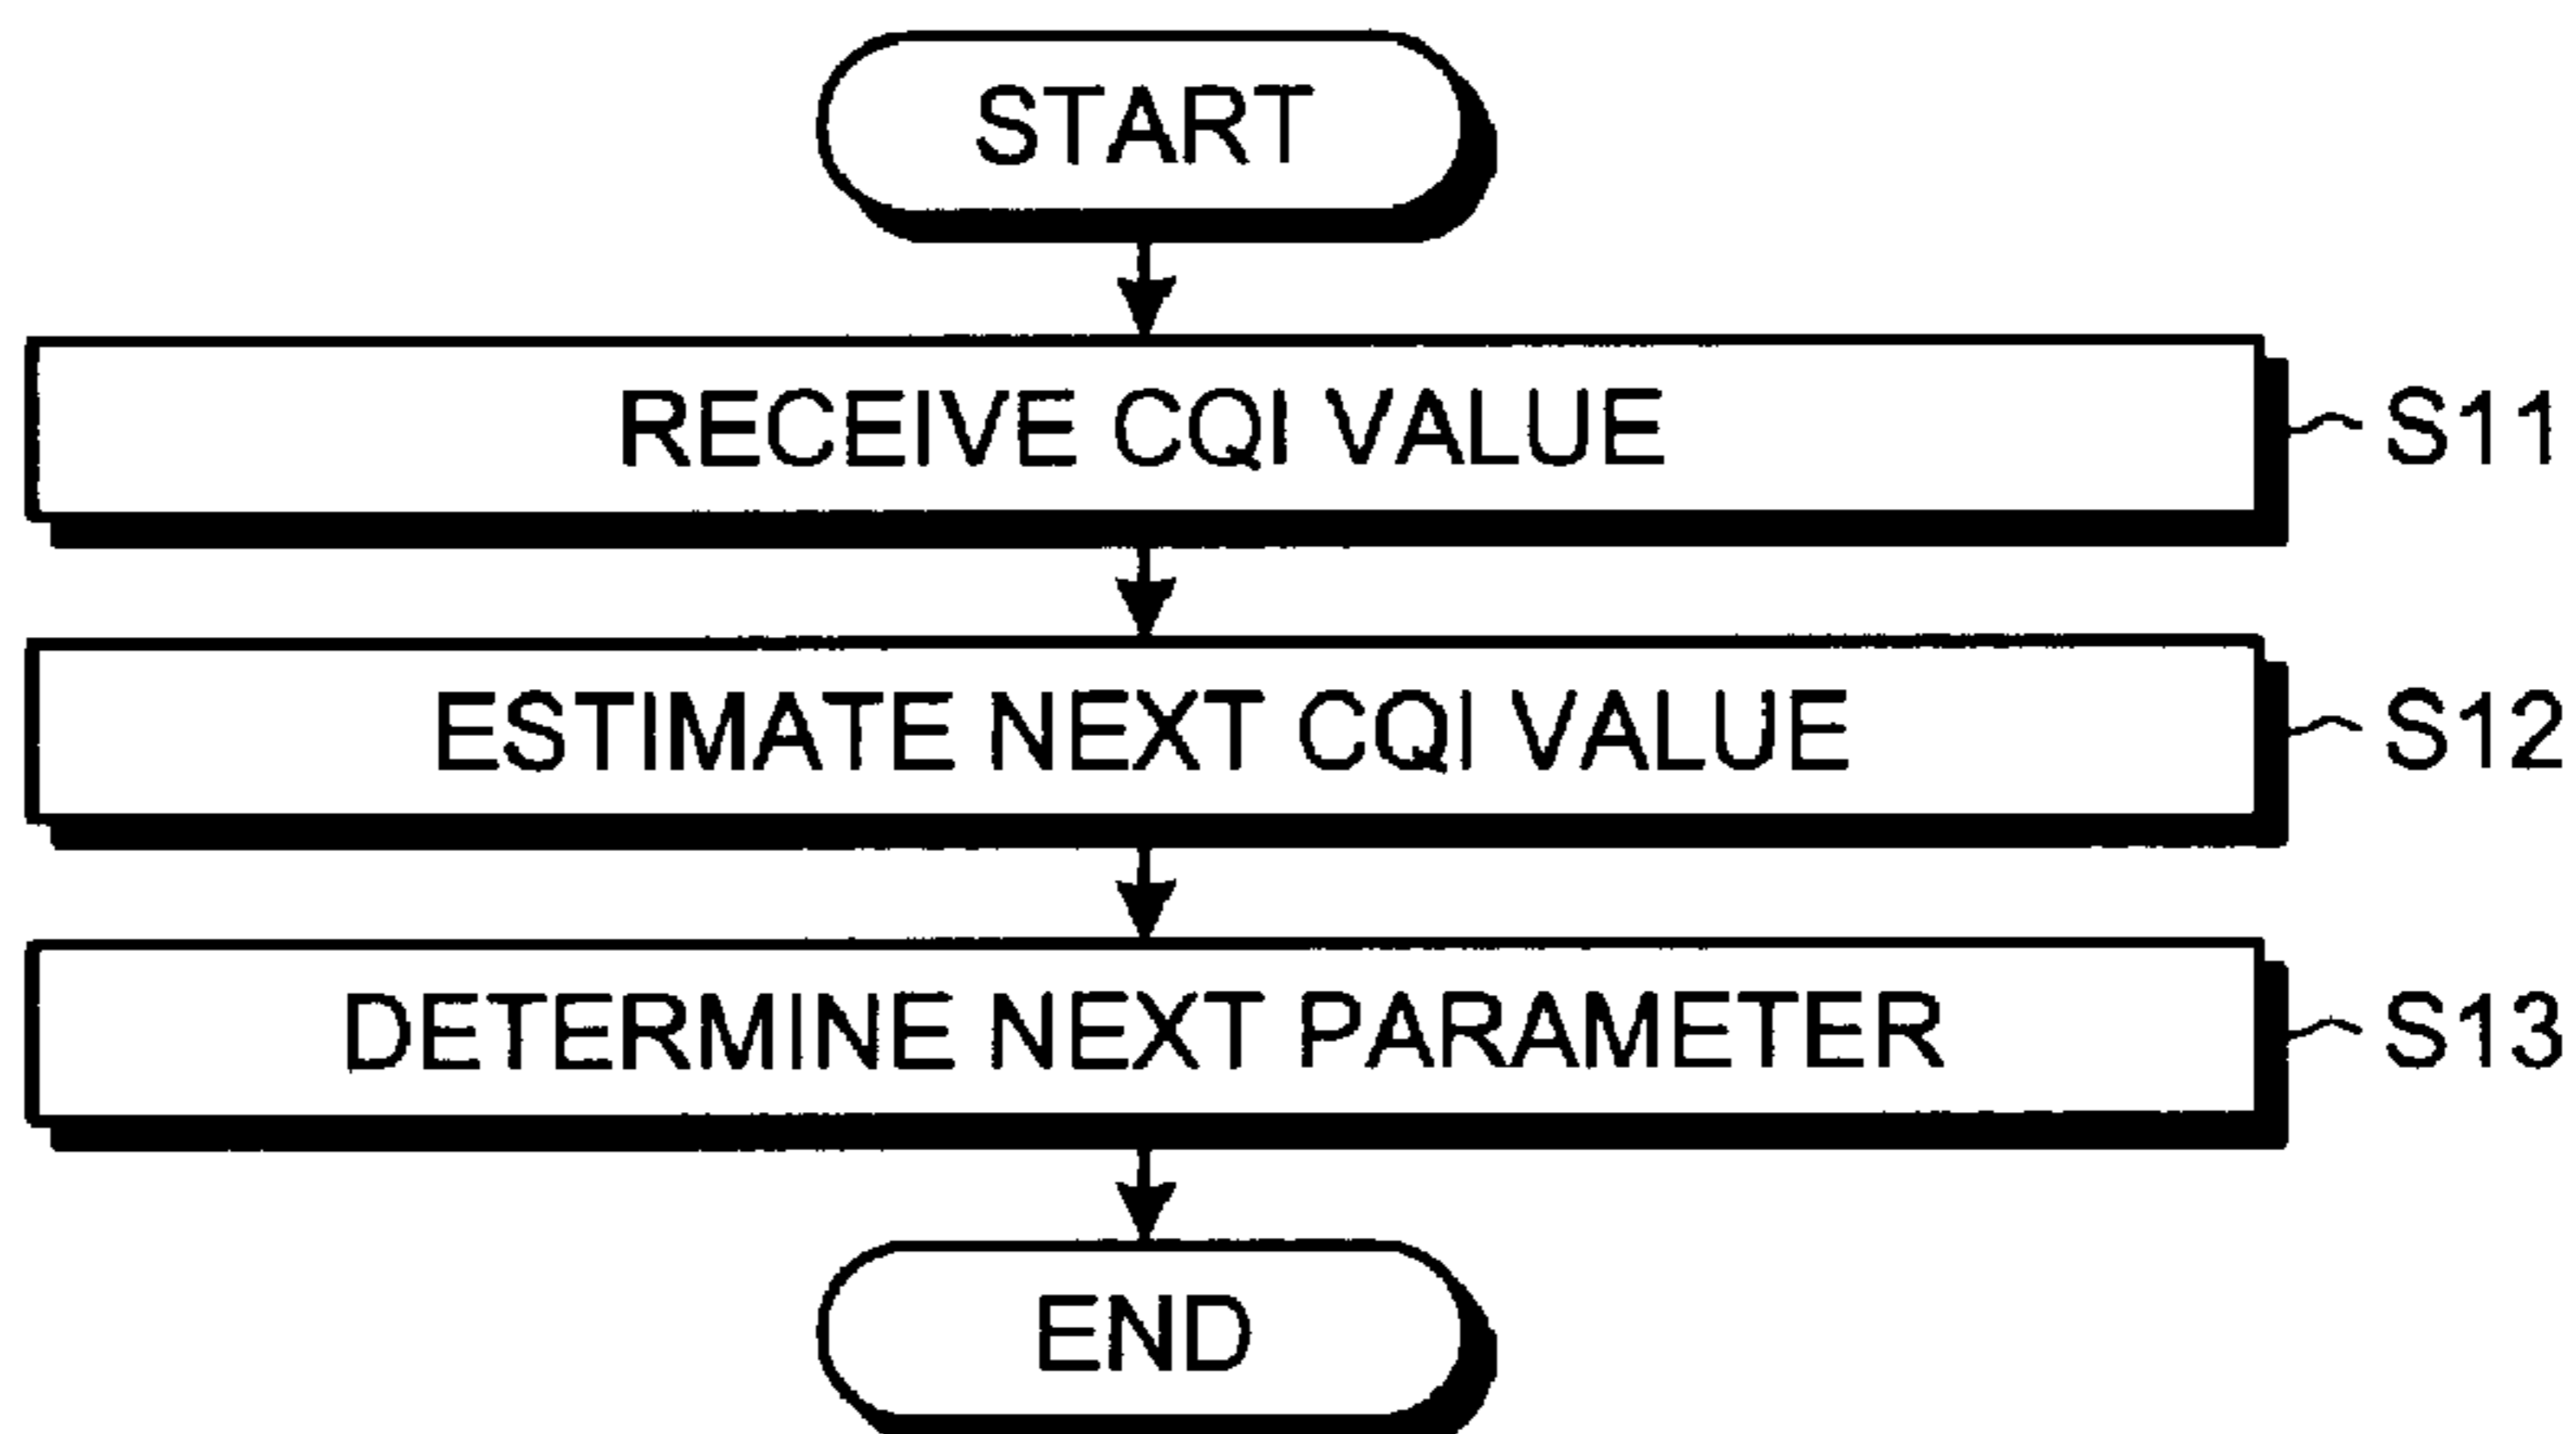 START
RECEIVE CQI VALUE S11
ESTIMATE NEXT CQI VALUE S12
DETERMINE NEXT PARAMETER S13
END